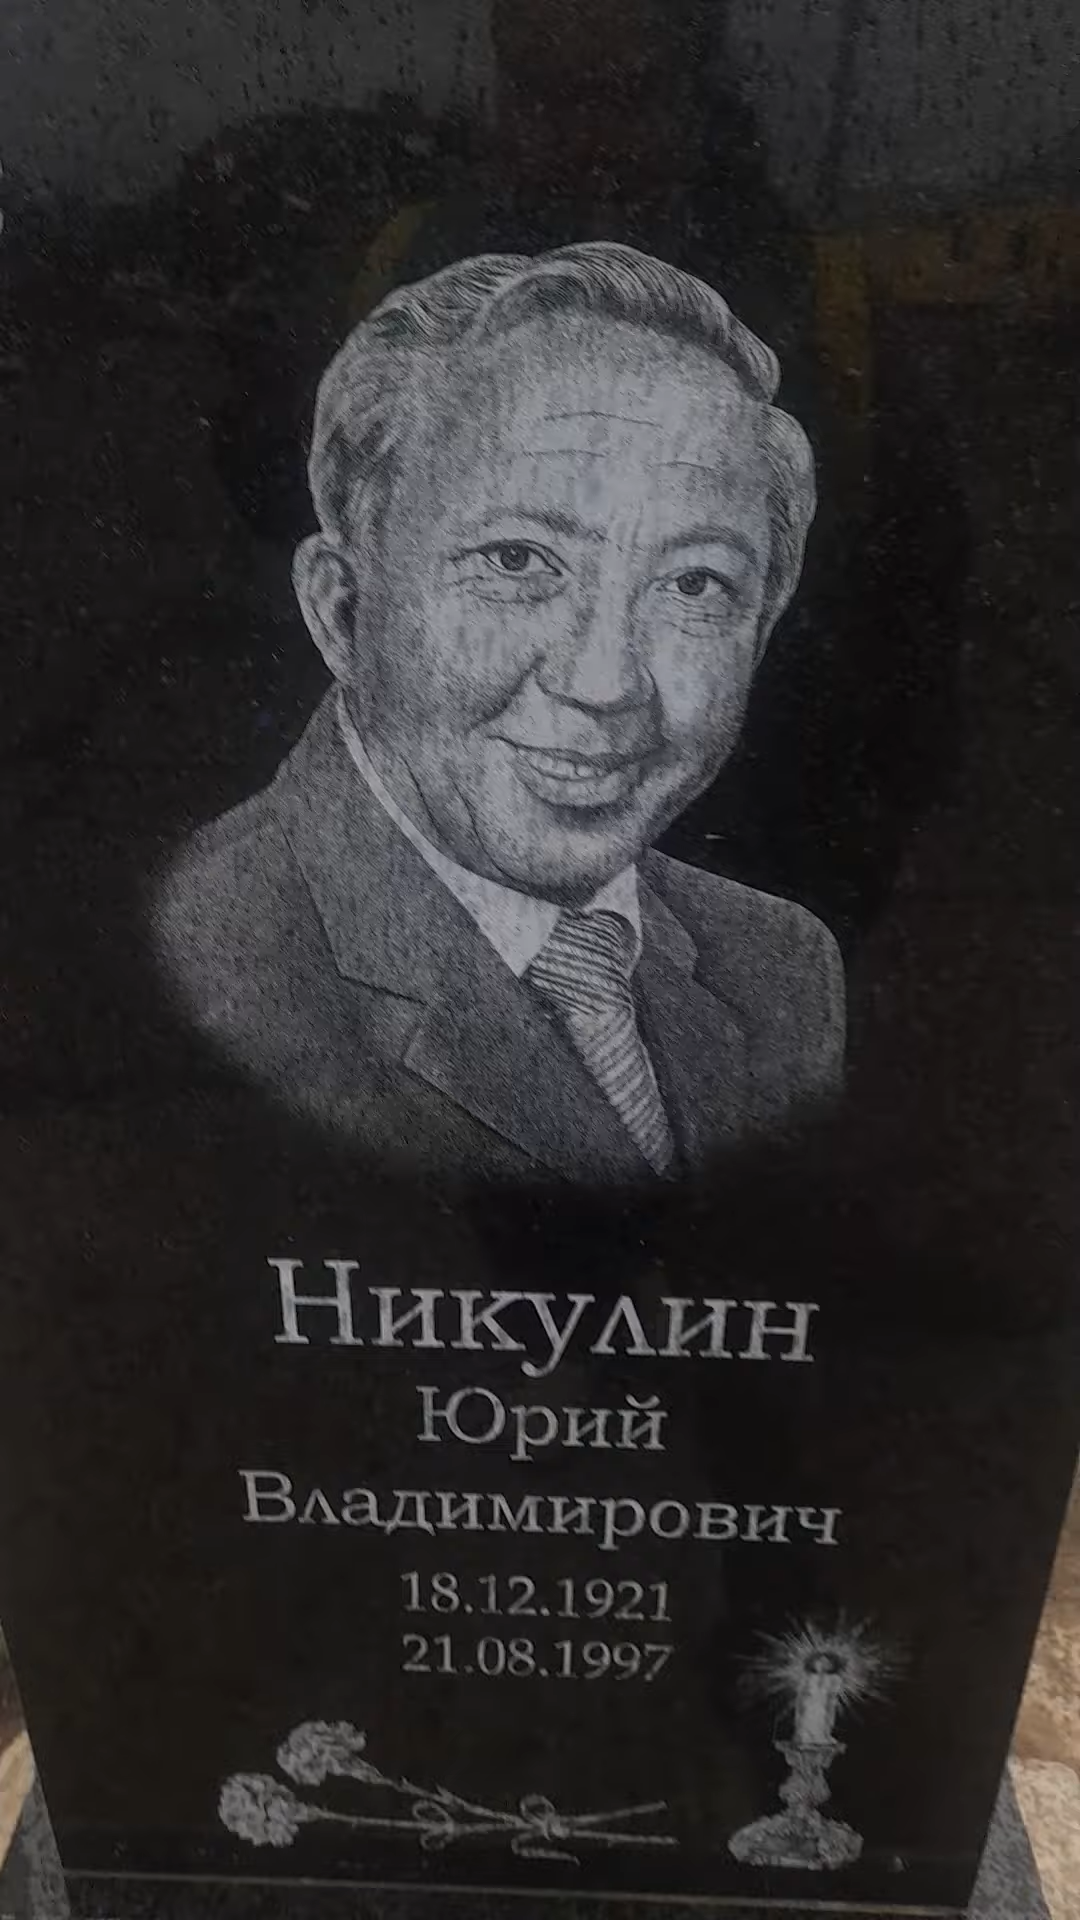 Никулин
Юрий
Владимирович
18.12.1921
21.08.1997